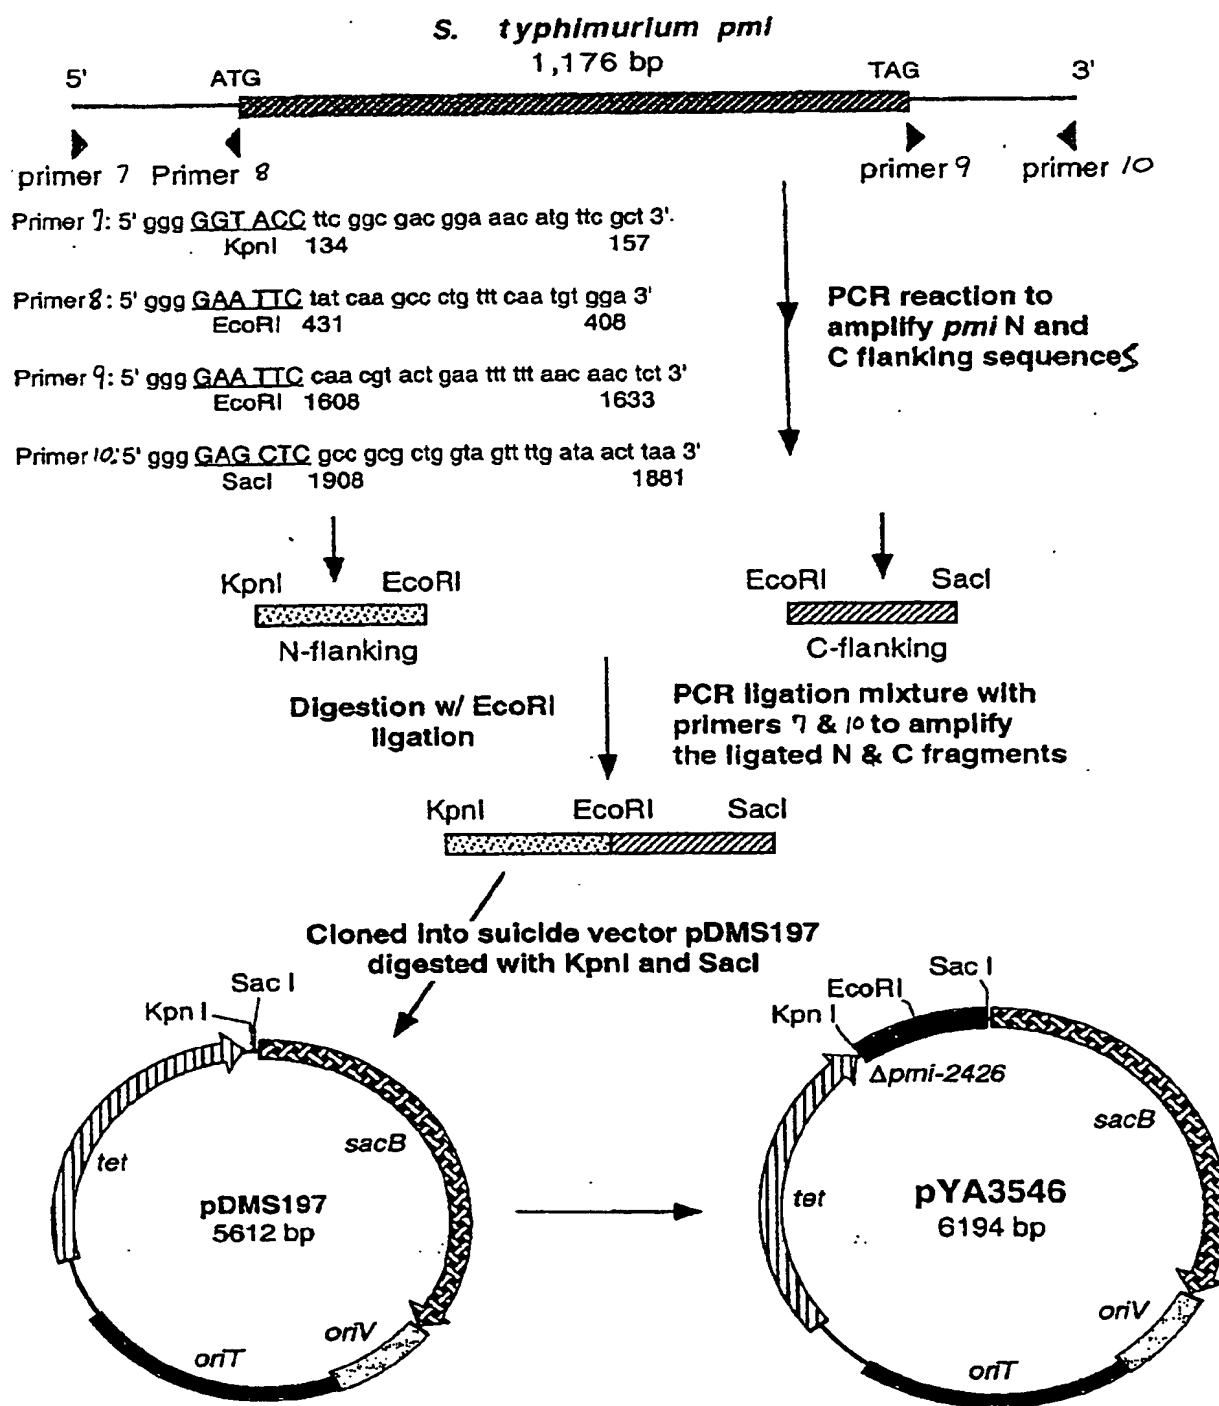 S. typhimurium pmi
1,176 bp
5' ATG TAG 3'
primer 7 Primer 8 primer 9 primer 10
Primer 7: 5' ggg GGT ACC ttc ggc gac gga aac atg ttc gct 3'
KpnI 134 157
Primer 8: 5' ggg GAA TTC tat caa gcc ctg ttt caa tgt gga 3'
EcoRI 431 408
PCR reaction to
amplify pmi N and
C flanking sequences
Primer 9: 5' ggg GAA TTC caa cgt act gaa ttt ttt aac aac tct 3'
EcoRI 1608 1633
Primer 10: 5' ggg GAG CTC gcc gcg ctg gta gtt ttg ata act taa 3'
SacI 1908 1881
KpnI EcoRI
N-flanking
EcoRI SacI
C-flanking
Digestion w/ EcoRI
ligation
PCR ligation mixture with
primers 7 & 10 to amplify
the ligated N & C fragments
KpnI EcoRI SacI
Cloned into suicide vector pDMS197
digested with KpnI and SacI
Kpn I Sac I
tet
sacB
pDMS197
5612 bp
oriV
oriT
Kpn I EcoRI Sac I
Δpmi-2426
sacB
tet
pYA3546
6194 bp
oriV
oriT